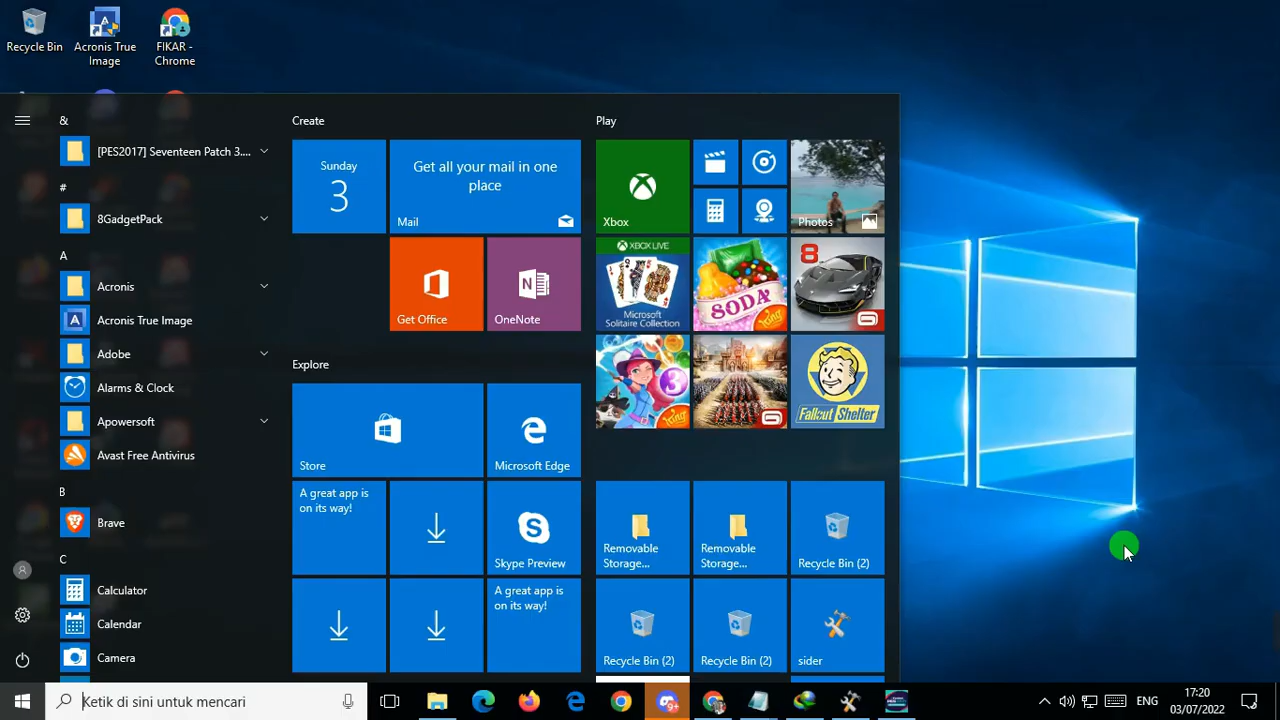 Recycle Bin
Acronis True
Image
FIKAR -
Chrome
&
[PES2017] Seventeen Patch 3....
#
8GadgetPack
A
Acronis
Acronis True Image
Adobe
Alarms & Clock
Apowersoft
Avast Free Antivirus
B
Brave
C
Calculator
Calendar
Camera
Create
Sunday
3
Get all your mail in one
place
Mail
Get Office
OneNote
Explore
Store
Microsoft Edge
A great app is
on its way!
Skype Preview
A great app is
on its way!
Play
Xbox
Photos
XBOX LIVE
Microsoft
Solitaire Collection
SODA
King
8
3
King
Fallout Shelter
Removable
Storage...
Removable
Storage...
Recycle Bin (2)
Recycle Bin (2)
Recycle Bin (2)
sider
Ketik di sini untuk mencari
9+
ENG
17:20
03/07/2022